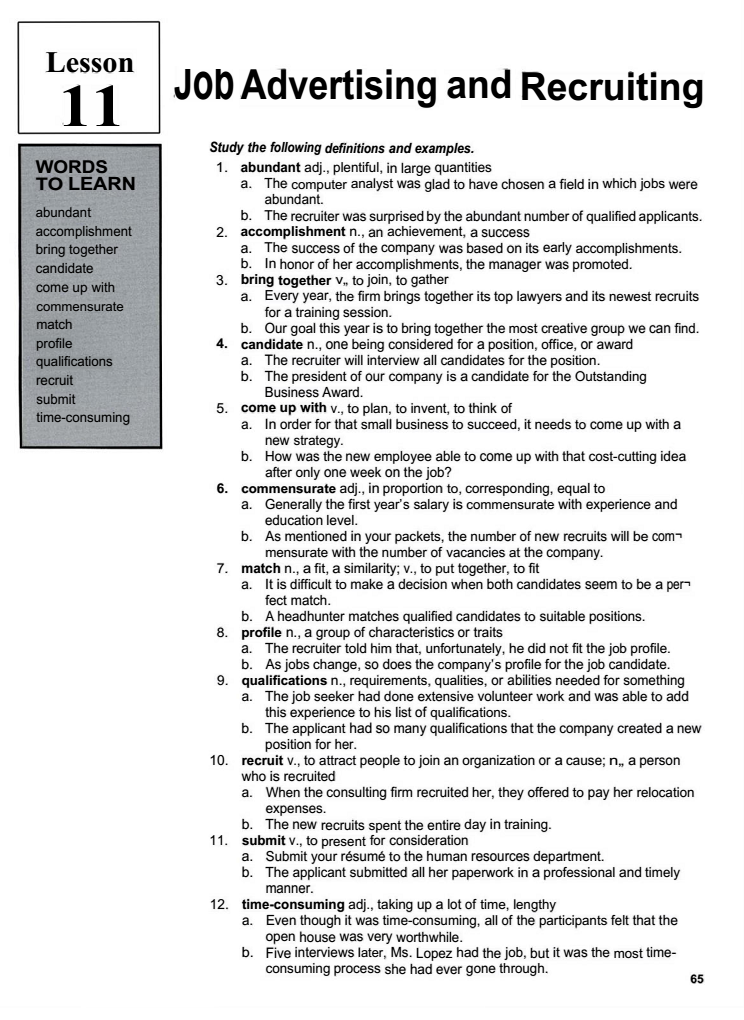 Lesson
11
Job Advertising and Recruiting
WORDS
TO LEARN
abundant
accomplishment
bring together
candidate
come up with
commensurate
match
profile
qualifications
recruit
submit
time-consuming
Study the following definitions and examples.
1. abundant adj., plentiful, in large quantities
a. The computer analyst was glad to have chosen a field in which jobs were
abundant.
b. The recruiter was surprised by the abundant number of qualified applicants.
2. accomplishment n., an achievement, a success
a. The success of the company was based on its early accomplishments.
b. In honor of her accomplishments, the manager was promoted.
3. bring together v„ to join, to gather
a. Every year, the firm brings together its top lawyers and its newest recruits
for a training session.
b. Our goal this year is to bring together the most creative group we can find.
4. candidate n., one being considered for a position, office, or award
a. The recruiter will interview all candidates for the position.
b. The president of our company is a candidate for the Outstanding
Business Award.
5. come up with v., to plan, to invent, to think of
a. In order for that small business to succeed, it needs to come up with a
new strategy.
b. How was the new employee able to come up with that cost-cutting idea
after only one week on the job?
6. commensurate adj., in proportion to, corresponding, equal to
a. Generally the first year's salary is commensurate with experience and
education level.
b. As mentioned in your packets, the number of new recruits will be com¬
mensurate with the number of vacancies at the company.
7. match n., a fit, a similarity; v., to put together, to fit
a. It is difficult to make a decision when both candidates seem to be a per¬
fect match.
b. A headhunter matches qualified candidates to suitable positions.
8. profile n., a group of characteristics or traits
a. The recruiter told him that, unfortunately, he did not fit the job profile.
b. As jobs change, so does the company's profile for the job candidate.
9. qualifications n., requirements, qualities, or abilities needed for something
a. The job seeker had done extensive volunteer work and was able to add
this experience to his list of qualifications.
b. The applicant had so many qualifications that the company created a new
position for her.
10. recruit v., to attract people to join an organization or a cause; n„ a person
who is recruited
a. When the consulting firm recruited her, they offered to pay her relocation
expenses.
b. The new recruits spent the entire day in training.
11. submit v., to present for consideration
a. Submit your résumé to the human resources department.
b. The applicant submitted all her paperwork in a professional and timely
manner.
12. time-consuming adj., taking up a lot of time, lengthy
a. Even though it was time-consuming, all of the participants felt that the
open house was very worthwhile.
b. Five interviews later, Ms. Lopez had the job, but it was the most time-
consuming process she had ever gone through.
65